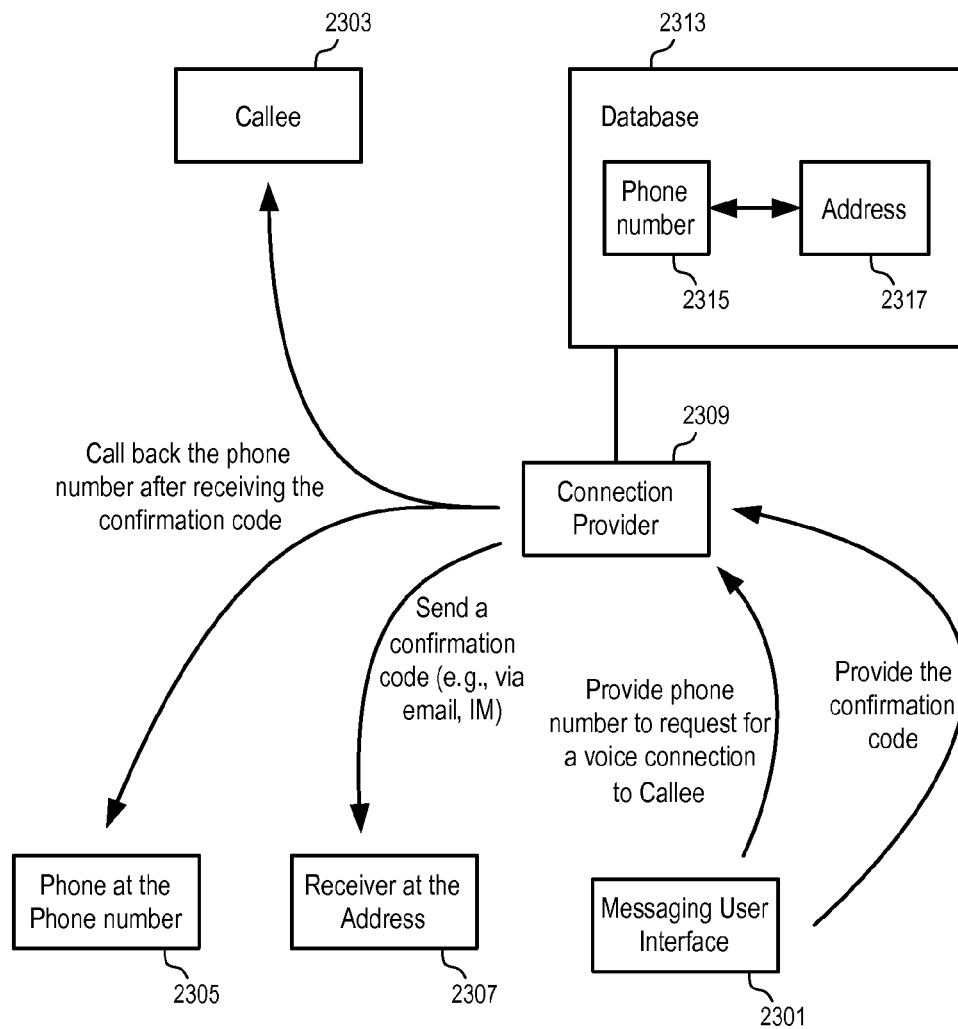 2303
Callee
2313
Database
Phone
number
Address
2315
2317
2309
Connection
Provider
Call back the phone
number after receiving the
confirmation code
Send a
confirmation
code (e.g., via
email, IM)
Provide phone
number to request for
a voice connection
to Callee
Provide the
confirmation
code
Phone at the
Phone number
2305
Receiver at the
Address
2307
Messaging User
Interface
2301